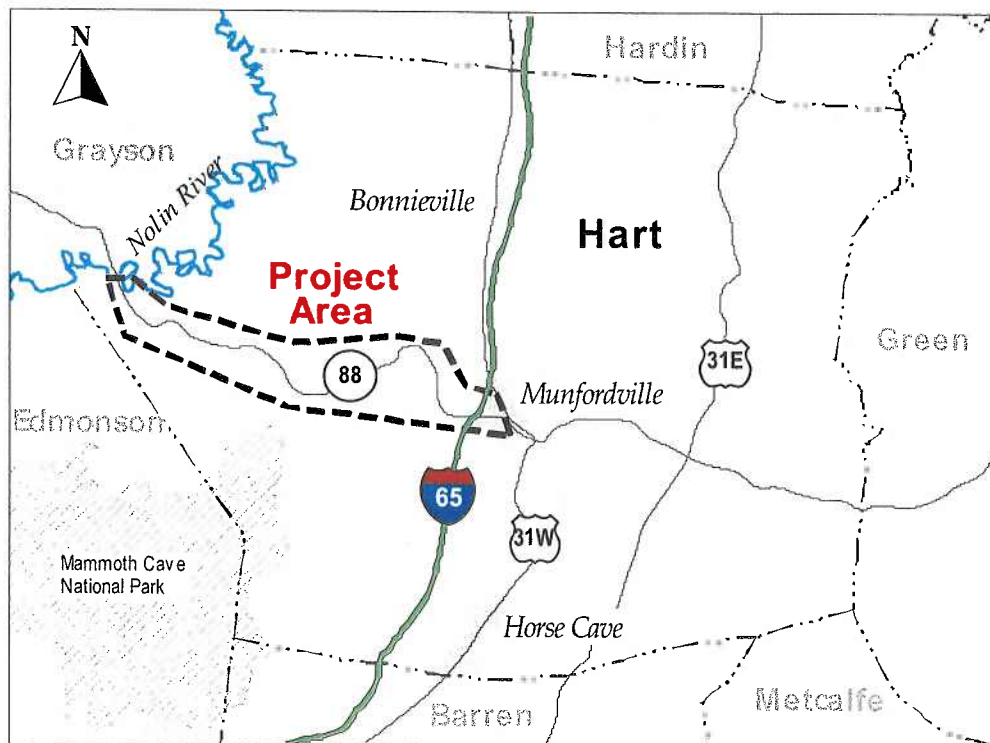 N
Hardin
Grayson
Nolin River
Bonnieville
Hart
Project
Area
88
31E
Green
Munfordville
Edmonson
65
31W
Mammoth Cave
National Park
Horse Cave
Barren
Metcalfe